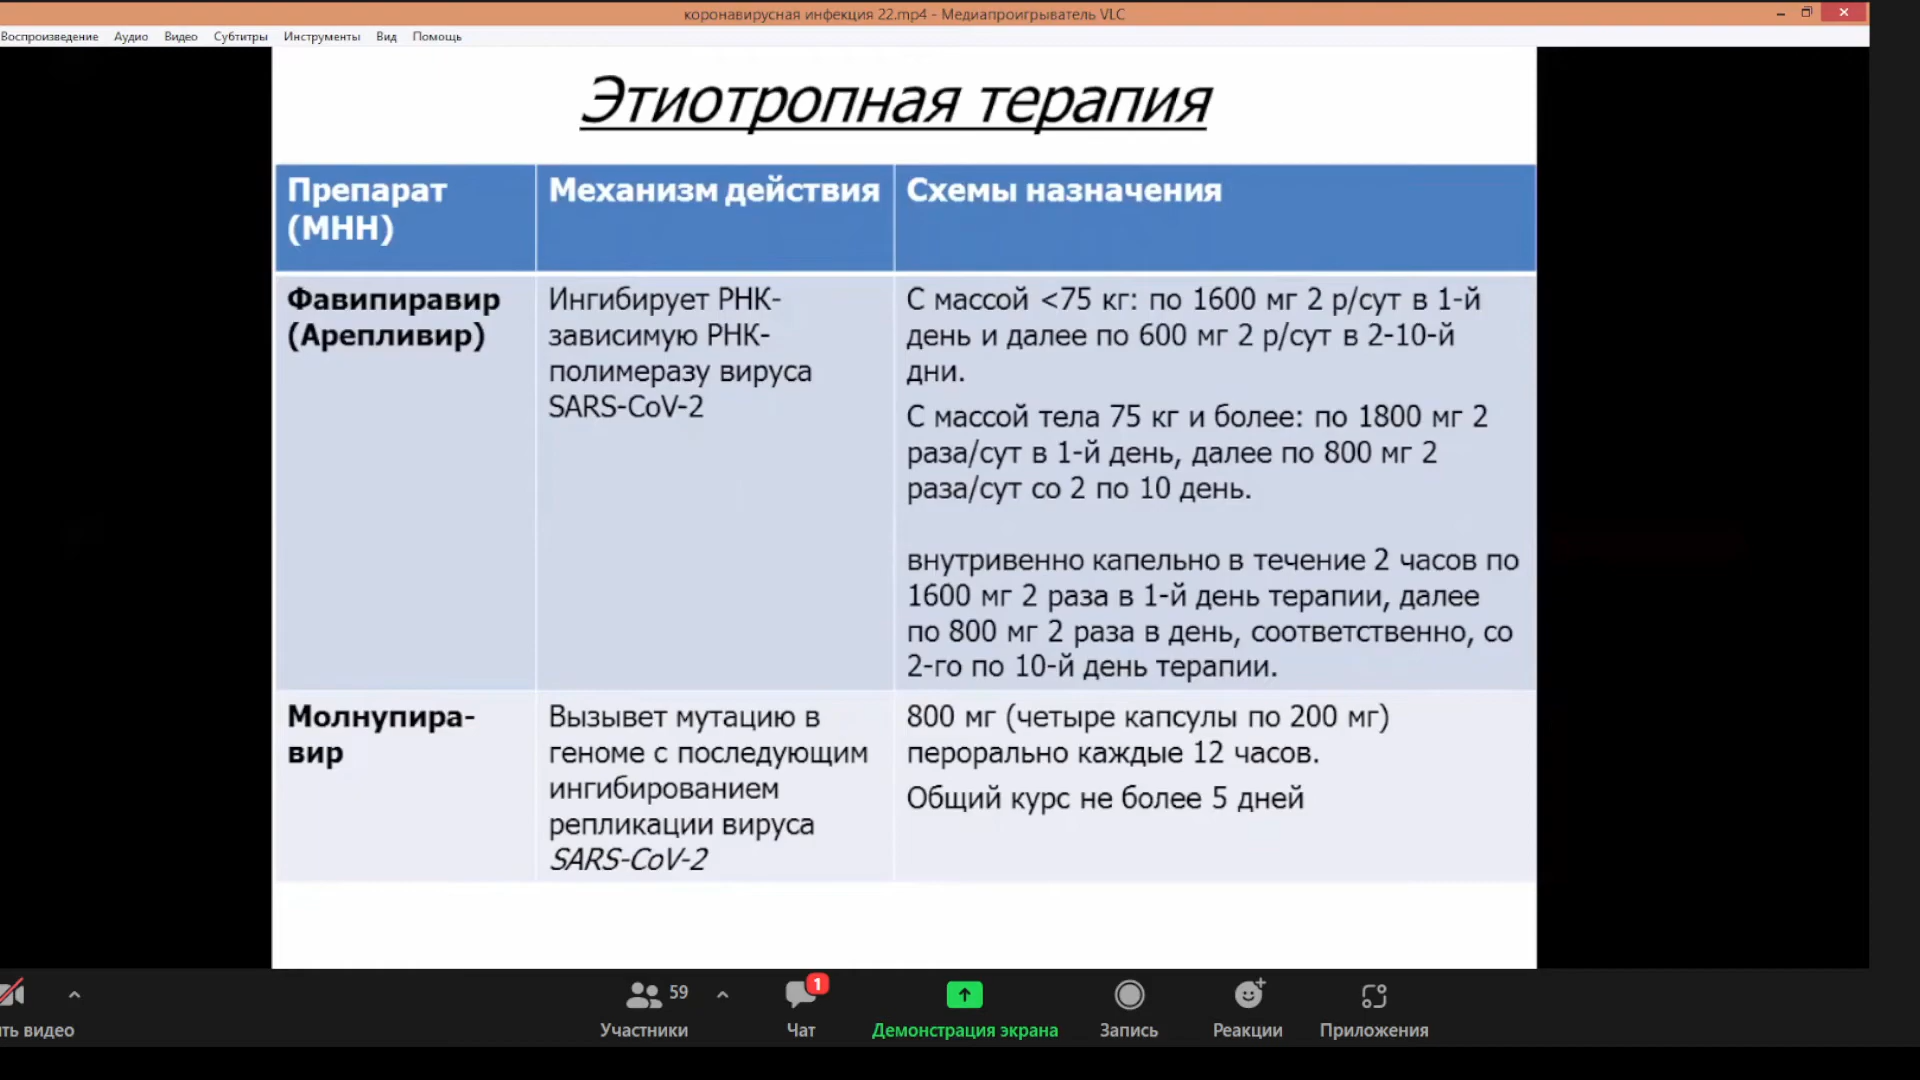 коронавирусная инфекция 22.mp4 - Медиапроигрыватель VLC
Воспроизведение Аудио Видео Субтитры Инструменты Вид Помощь
Этиотропная терапия
Препарат
(МНН)
Механизм действия
Схемы назначения
Фавипиравир
(Арепливир)
Ингибирует РНК-
зависимую РНК-
полимеразу вируса
SARS-CoV-2
С массой <75 кг: по 1600 мг 2 р/сут в 1-й
день и далее по 600 мг 2 р/сут в 2-10-й
дни.
С массой тела 75 кг и более: по 1800 мг 2
раза/сут в 1-й день, далее по 800 мг 2
раза/сут со 2 по 10 день.
внутривенно капельно в течение 2 часов по
1600 мг 2 раза в 1-й день терапии, далее
по 800 мг 2 раза в день, соответственно, со
2-го по 10-й день терапии.
Молнупира-
вир
Вызывет мутацию в
геноме с последующим
ингибированием
репликации вируса
SARS-CoV-2
800 мг (четыре капсулы по 200 мг)
перорально каждые 12 часов.
Общий курс не более 5 дней
59
1
ть видео
Участники
Чат
Демонстрация экрана
Запись
Реакции
Приложения